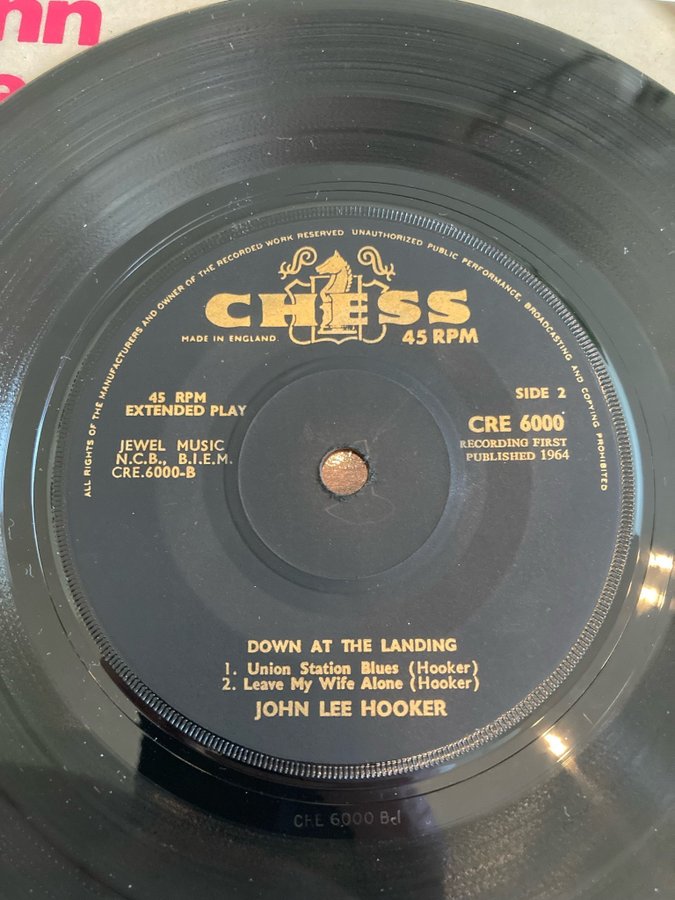 nn
ALL RIGHTS OF THE MANUFACTURERS AND OWNER OF THE RECORDED WORK RESERVED UNAUTHORIZED PUBLIC PERFORMANCE, BROADCASTING AND COPYING PROHIBITED
CHESS
MADE IN ENGLAND
45 RPM
45 RPM
EXTENDED PLAY
SIDE 2
CRE 6000
JEWEL MUSIC
N.C.B., B.I.E.M.
CRE.6000-B
RECORDING FIRST
PUBLISHED 1964
DOWN AT THE LANDING
1. Union Station Blues (Hooker)
2. Leave My Wife Alone (Hooker)
JOHN LEE HOOKER
CRE 6000 B-1